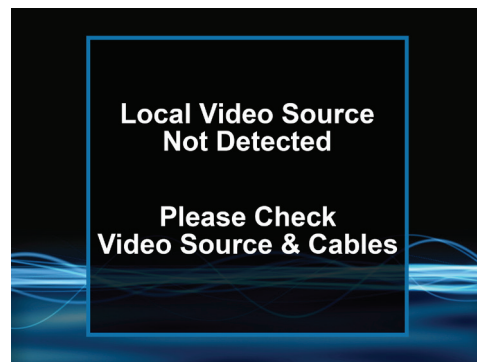 Local Video Source
Not Detected
Please Check
Video Source & Cables